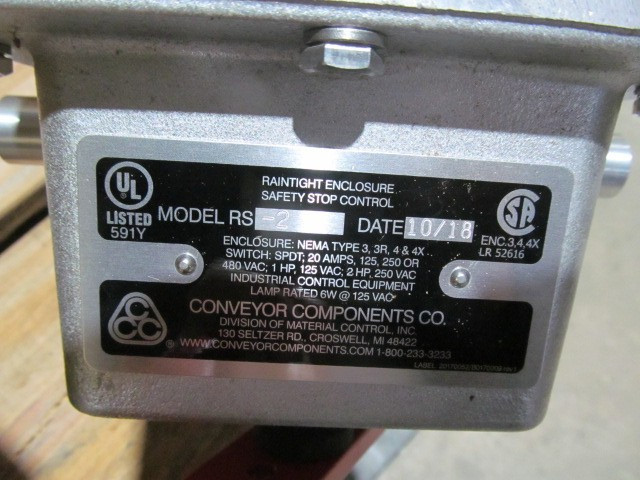 RAINTIGHT ENCLOSURE
SAFETY STOP CONTROL
UL
LISTED
591Y
MODEL RS -2 DATE 10/18
SA
ENC.3,4,4X
LR 52616
ENCLOSURE: NEMA TYPE 3, 3R, 4 & 4X
SWITCH: SPDT; 20 AMPS, 125, 250 OR
480 VAC; 1 HP, 125 VAC; 2 HP, 250 VAC
INDUSTRIAL CONTROL EQUIPMENT
LAMP RATED 6W @ 125 VAC
CCC
®
CONVEYOR COMPONENTS CO.
DIVISION OF MATERIAL CONTROL, INC.
130 SELTZER RD., CROSWELL, MI 48422
WWW.CONVEYORCOMPONENTS.COM 1-800-233-3233
LABEL,